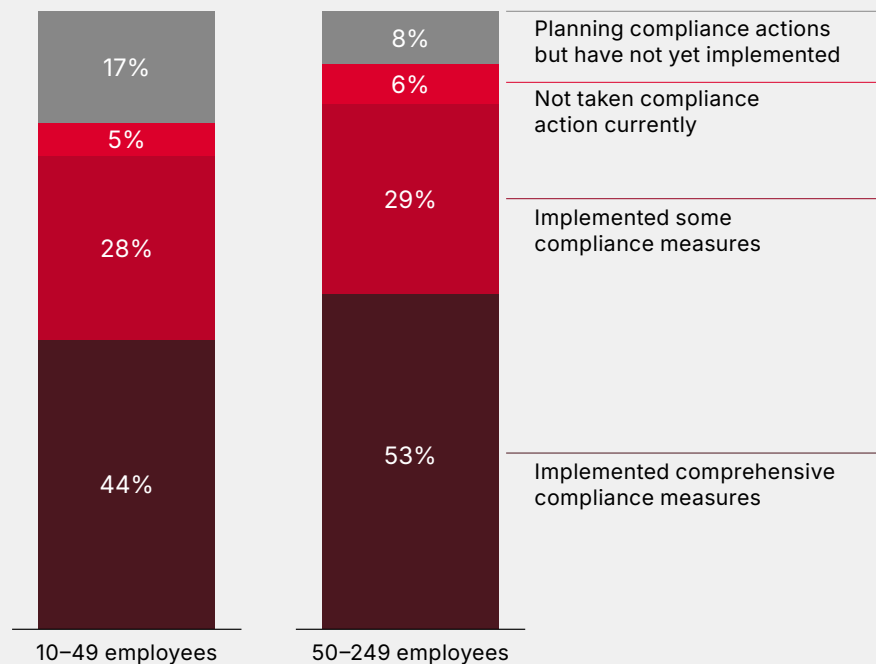 17%
5%
28%
44%
10–49 employees
8%
6%
29%
53%
50–249 employees
Planning compliance actions
but have not yet implemented
Not taken compliance
action currently
Implemented some
compliance measures
Implemented comprehensive
compliance measures